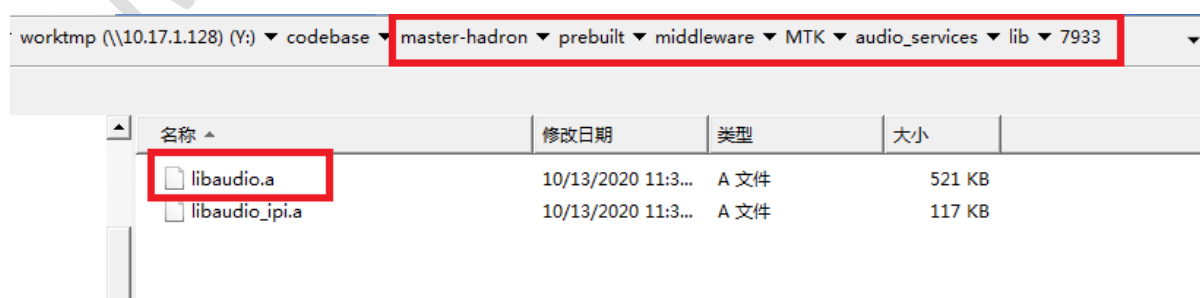 worktmp (\\10.17.1.128) (Y:) ▼ codebase ▼ master-hadron ▼ prebuilt ▼ middleware ▼ MTK ▼ audio_services ▼ lib ▼ 7933
名称 修改日期 类型 大小
libaudio.a 10/13/2020 11:3... A 文件 521 KB
libaudio_ipi.a 10/13/2020 11:3... A 文件 117 KB